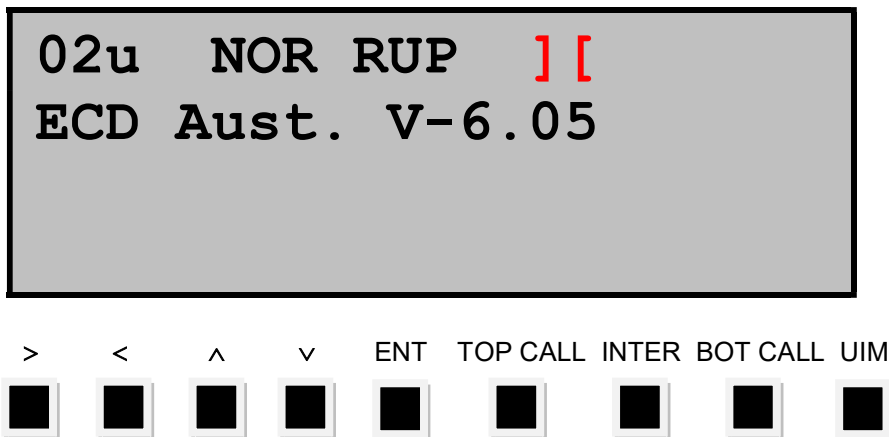 02u NOR RUP ][
ECD Aust. V-6.05
> < ʌ v ENT TOP CALL INTER BOT CALL UIM